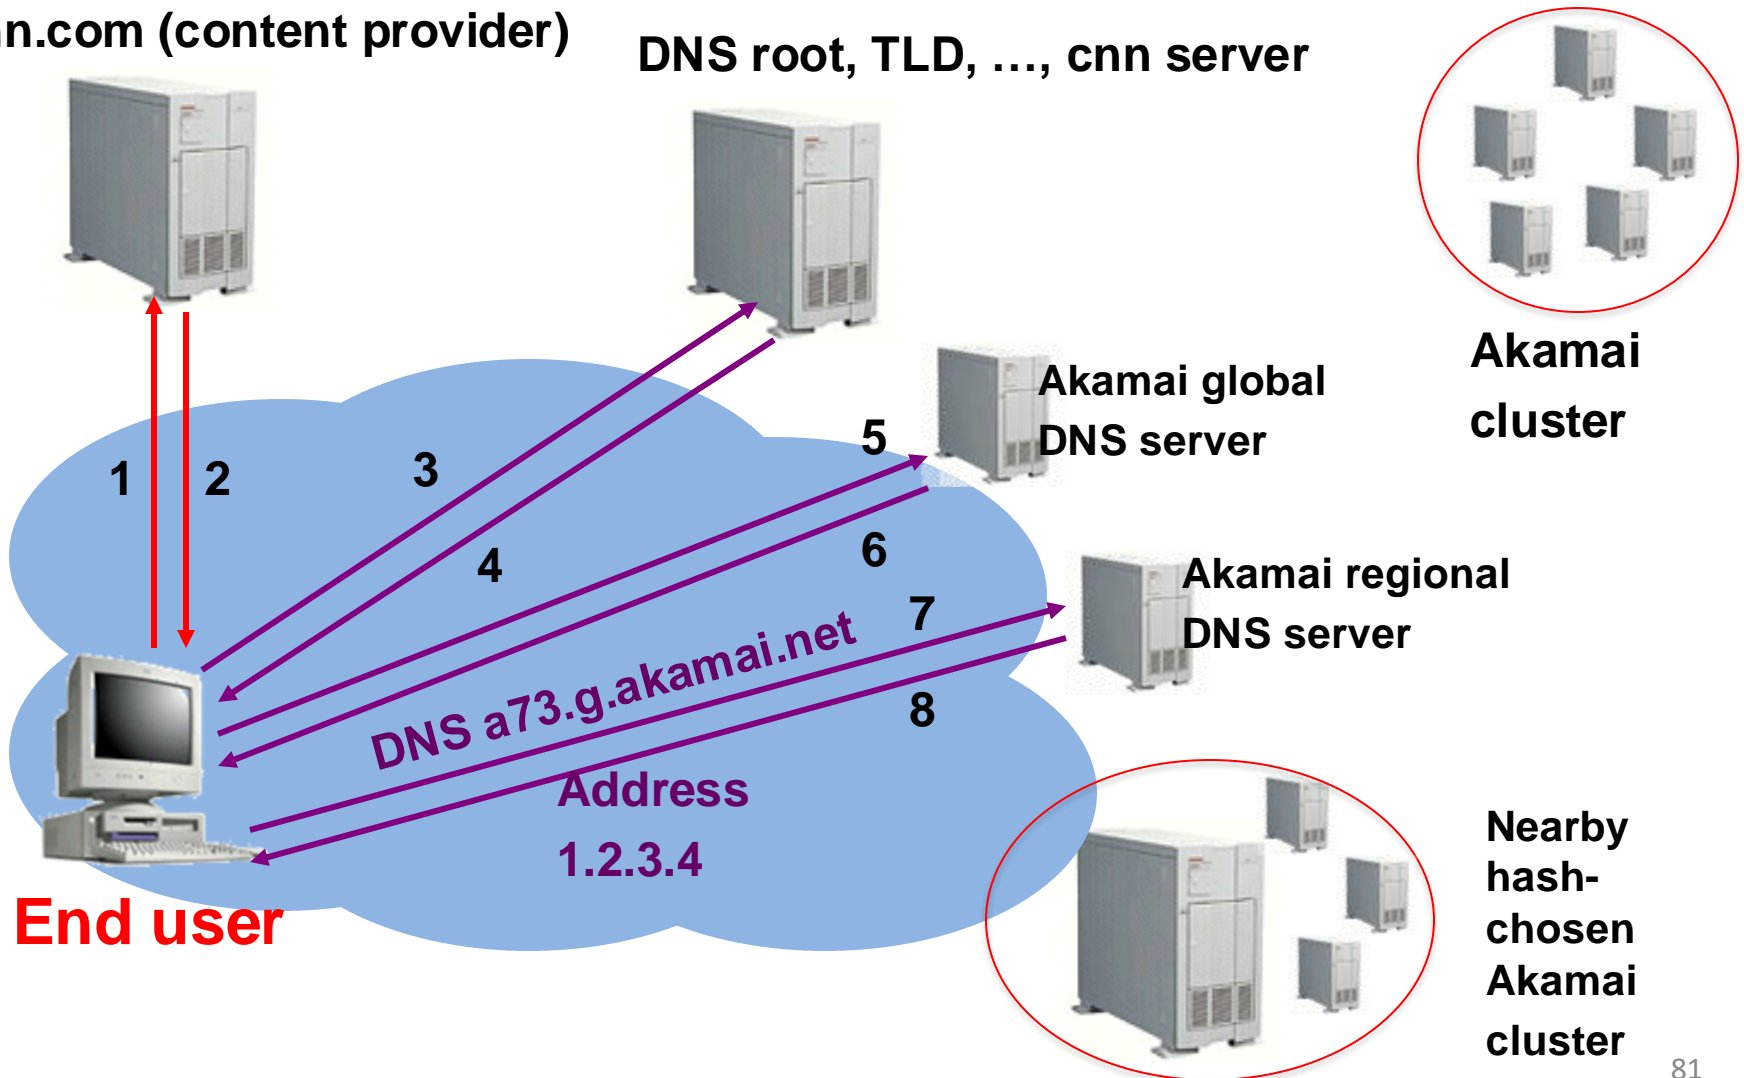 n.com (content provider)
DNS root, TLD, …, cnn server
Akamai
cluster
Akamai global
DNS server
1
2
3
4
5
6
Akamai regional
DNS server
7
8
DNS a73.g.akamai.net
Address
1.2.3.4
End user
Nearby
hash-
chosen
Akamai
cluster
81